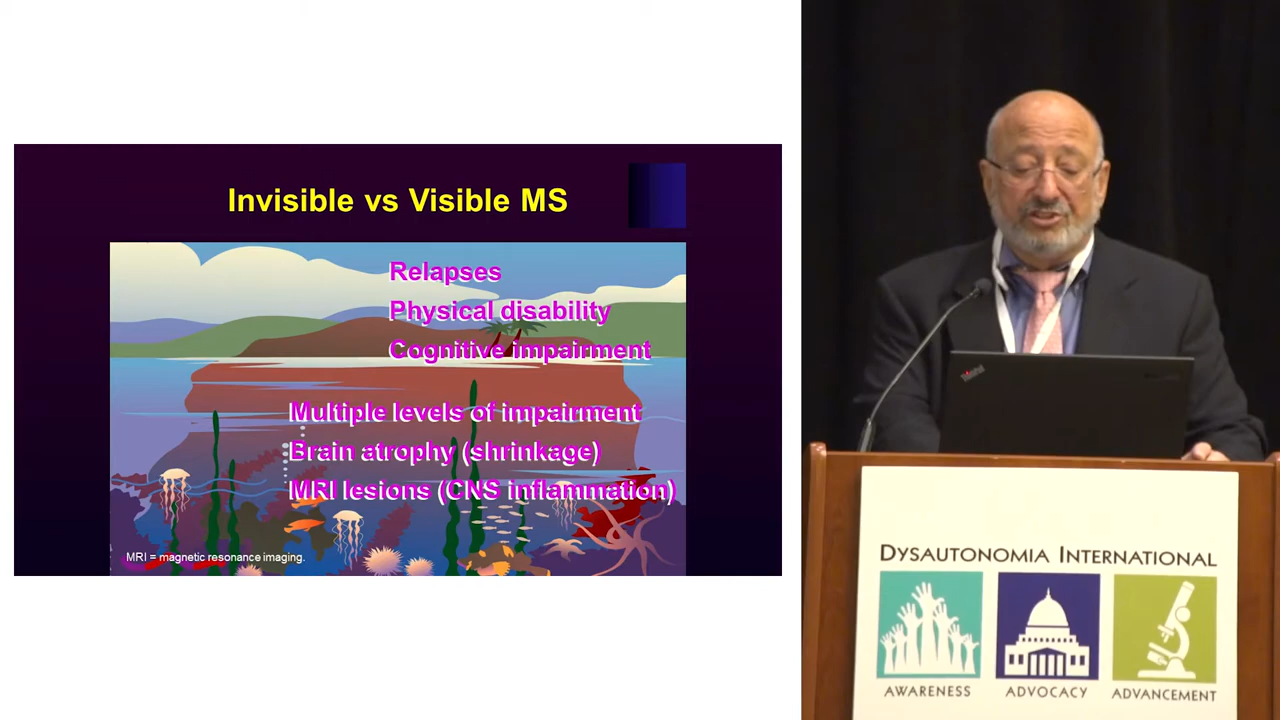 Invisible vs Visible MS
Relapses
Physical disability
Cognitive impairment
Multiple levels of impairment
Brain atrophy (shrinkage)
MRI lesions (CNS inflammation)
MRI = magnetic resonance imaging.
ThinkPad
DYSAUTONOMIA INTERNATIONAL
AWARENESS
ADVOCACY
ADVANCEMENT